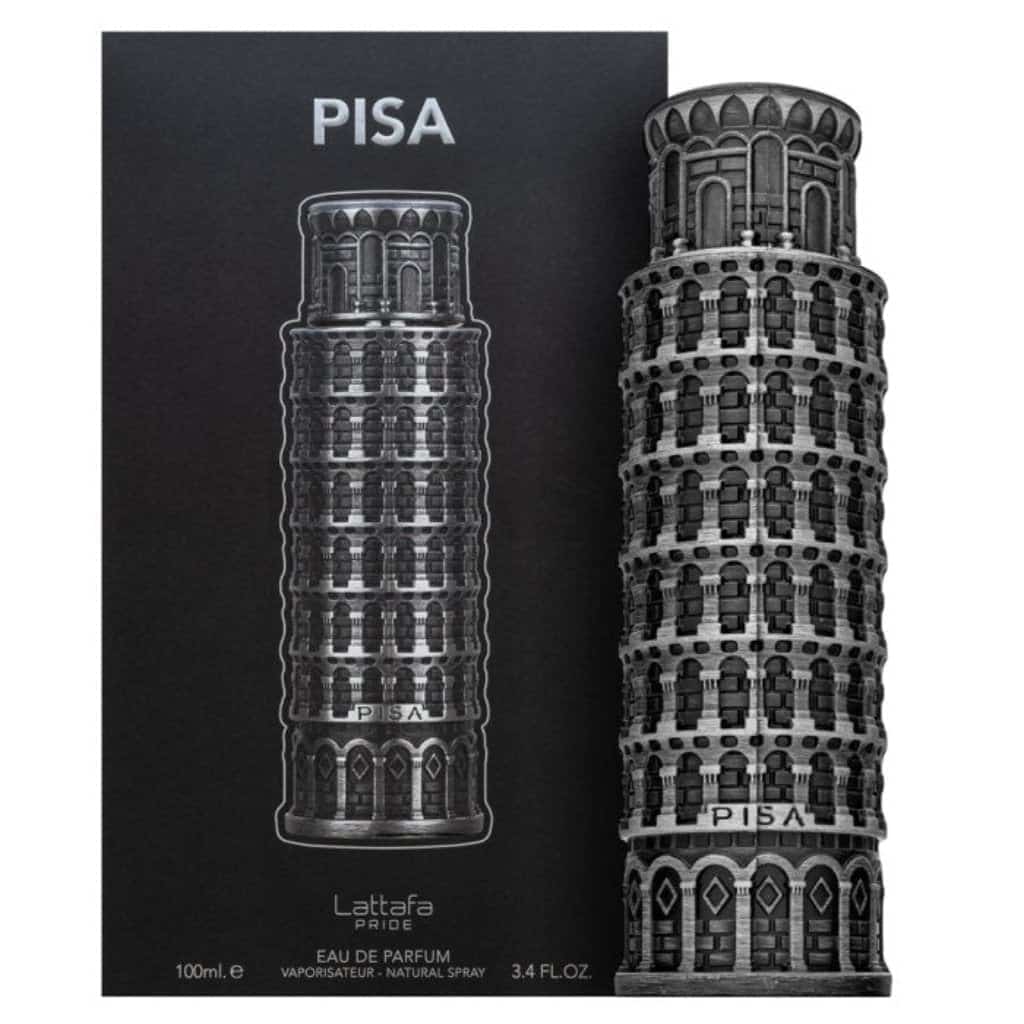 PISA
PISA
Lattafa
PRIDE
EAU DE PARFUM
100ml. e VAPORISATEUR - NATURAL SPRAY 3.4 FL.OZ.
PISA